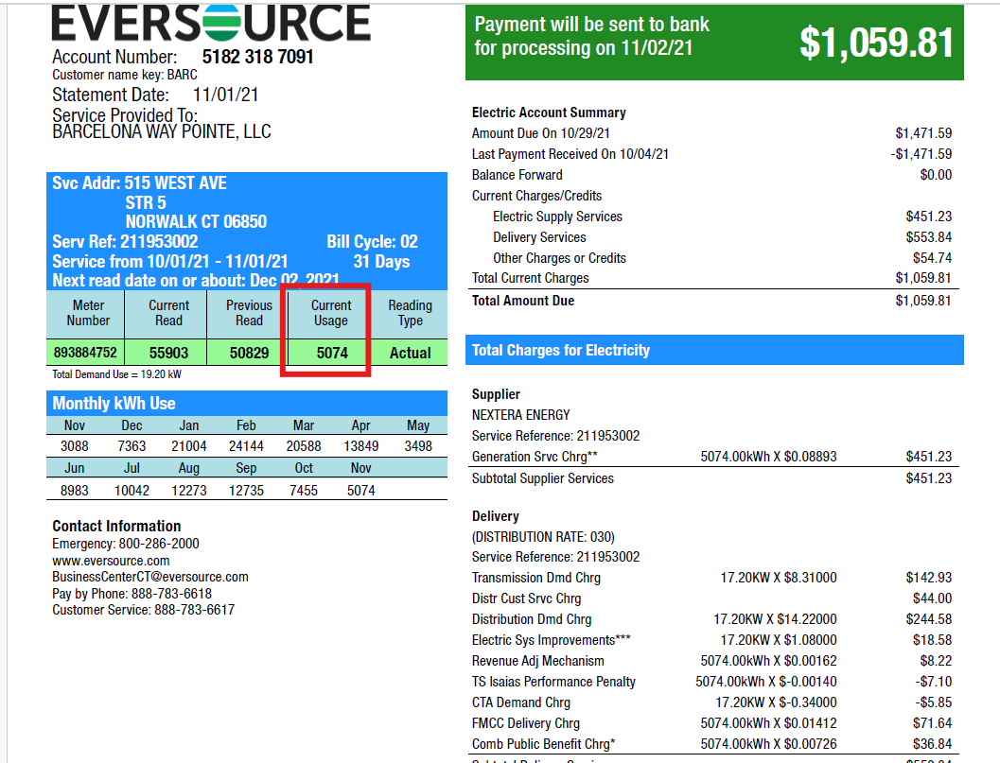 EVERSOURCE
Account Number: 5182 318 7091
Customer name key: BARC
Statement Date: 11/01/21
Service Provided To:
BARCELONA WAY POINTE, LLC
Svc Addr: 515 WEST AVE
STR 5
NORWALK CT 06850
Serv Ref: 211953002 Bill Cycle: 02
Service from 10/01/21 - 11/01/21 31 Days
Next read date on or about: Dec 02, 2021
Meter Number Current Read Previous Read Current Usage Reading Type
893884752 55903 50829 5074 Actual
Total Demand Use = 19.20 kW
Monthly kWh Use
Nov Dec Jan Feb Mar Apr May
3088 7363 21004 24144 20588 13849 3498
Jun Jul Aug Sep Oct Nov
8983 10042 12273 12735 7455 5074
Contact Information
Emergency: 800-286-2000
www.eversource.com
BusinessCenterCT@eversource.com
Pay by Phone: 888-783-6618
Customer Service: 888-783-6617
Payment will be sent to bank
for processing on 11/02/21
$1,059.81
Electric Account Summary
Amount Due On 10/29/21 $1,471.59
Last Payment Received On 10/04/21 -$1,471.59
Balance Forward $0.00
Current Charges/Credits
Electric Supply Services $451.23
Delivery Services $553.84
Other Charges or Credits $54.74
Total Current Charges $1,059.81
Total Amount Due $1,059.81
Total Charges for Electricity
Supplier
NEXTERA ENERGY
Service Reference: 211953002
Generation Srvc Chrg** 5074.00kWh X $0.08893 $451.23
Subtotal Supplier Services $451.23
Delivery
(DISTRIBUTION RATE: 030)
Service Reference: 211953002
Transmission Dmd Chrg 17.20KW X $8.31000 $142.93
Distr Cust Srvc Chrg $44.00
Distribution Dmd Chrg 17.20KW X $14.22000 $244.58
Electric Sys Improvements*** 17.20KW X $1.08000 $18.58
Revenue Adj Mechanism 5074.00kWh X $0.00162 $8.22
TS Isaias Performance Penalty 5074.00kWh X $-0.00140 -$7.10
CTA Demand Chrg 17.20KW X $-0.34000 -$5.85
FMCC Delivery Chrg 5074.00kWh X $0.01412 $71.64
Comb Public Benefit Chrg* 5074.00kWh X $0.00726 $36.84